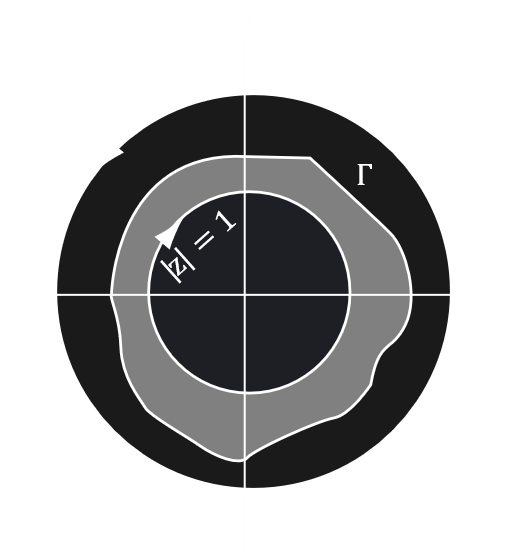 Γ
|z| = 1